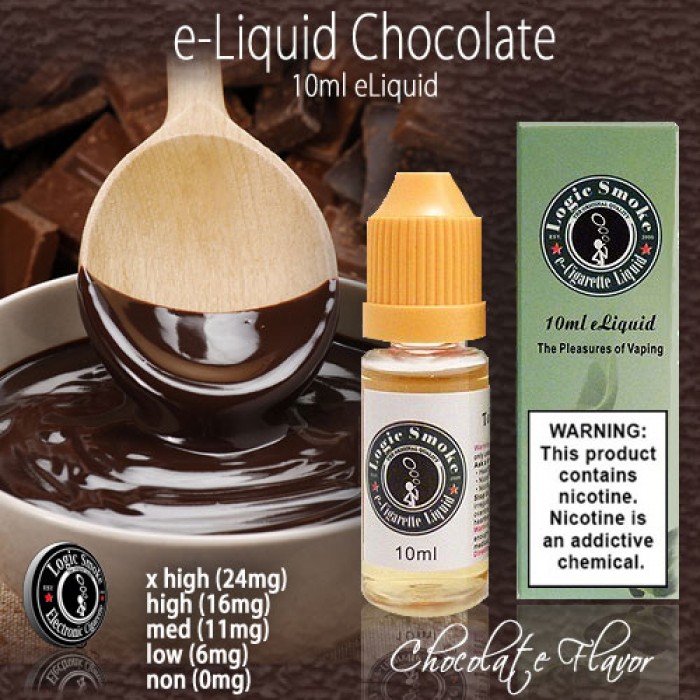 e-Liquid Chocolate
10ml eLiquid
Logic Smoke
EST. 2006
e-Cigarette Liquid
10ml eLiquid
The Pleasures of Vaping
WARNING:
This product
contains
nicotine.
Nicotine is
an addictive
chemical.
Logic Smoke
e-Cigarette Liquid
10ml
Logic Smoke
Electronic Cigarette
x high (24mg)
high (16mg)
med (11mg)
low (6mg)
non (0mg)
Chocolate Flavor